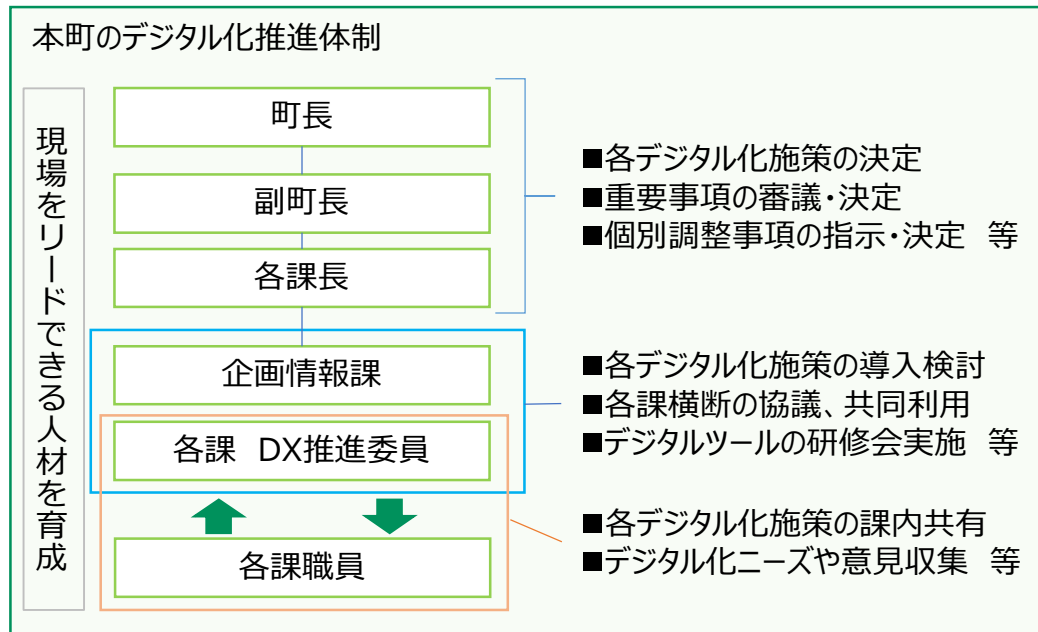 本町のデジタル化推進体制
現場をリードできる人材を育成
町長
副町長
各課長
■各デジタル化施策の決定
■重要事項の審議・決定
■個別調整事項の指示・決定　等
企画情報課
各課　DX推進委員
■各デジタル化施策の導入検討
■各課横断の協議、共同利用
■デジタルツールの研修会実施　等
各課職員
■各デジタル化施策の課内共有
■デジタル化ニーズや意見収集　等